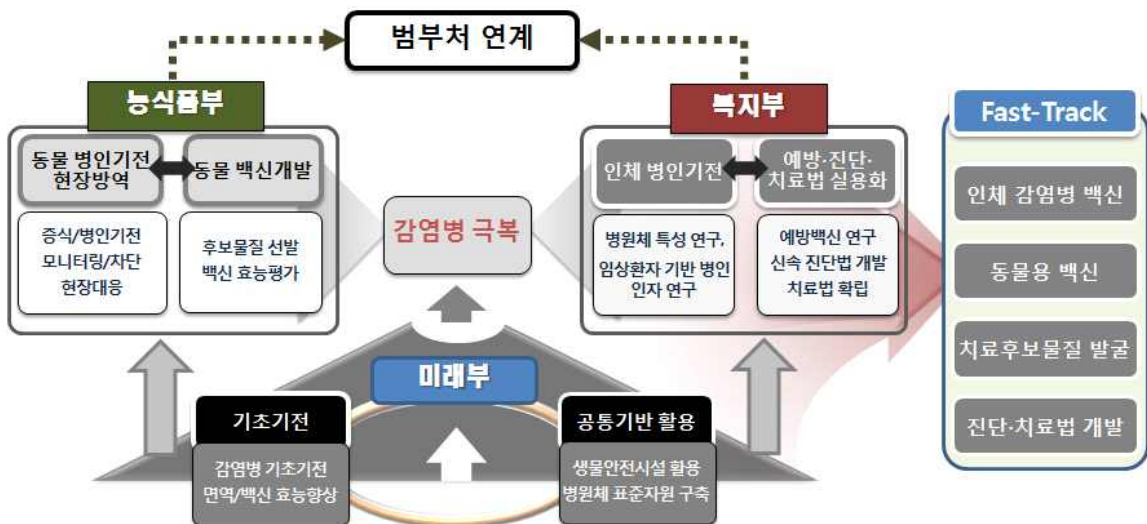 범부처 연계
농식품부
동물 병인기전
현장방역
동물 백신개발
증식/병인기전
모니터링/차단
현장대응
후보물질 선발
백신 효능평가
감염병 극복
복지부
인체 병인기전
예방·진단·
치료법 실용화
병원체 특성 연구,
임상환자 기반 병인
인자 연구
예방백신 연구
신속 진단법 개발
치료법 확립
Fast-Track
인체 감염병 백신
동물용 백신
치료후보물질 발굴
진단·치료법 개발
미래부
기초기전
감염병 기초기전
면역/백신 효능향상
공통기반 활용
생물안전시설 활용
병원체 표준자원 구축